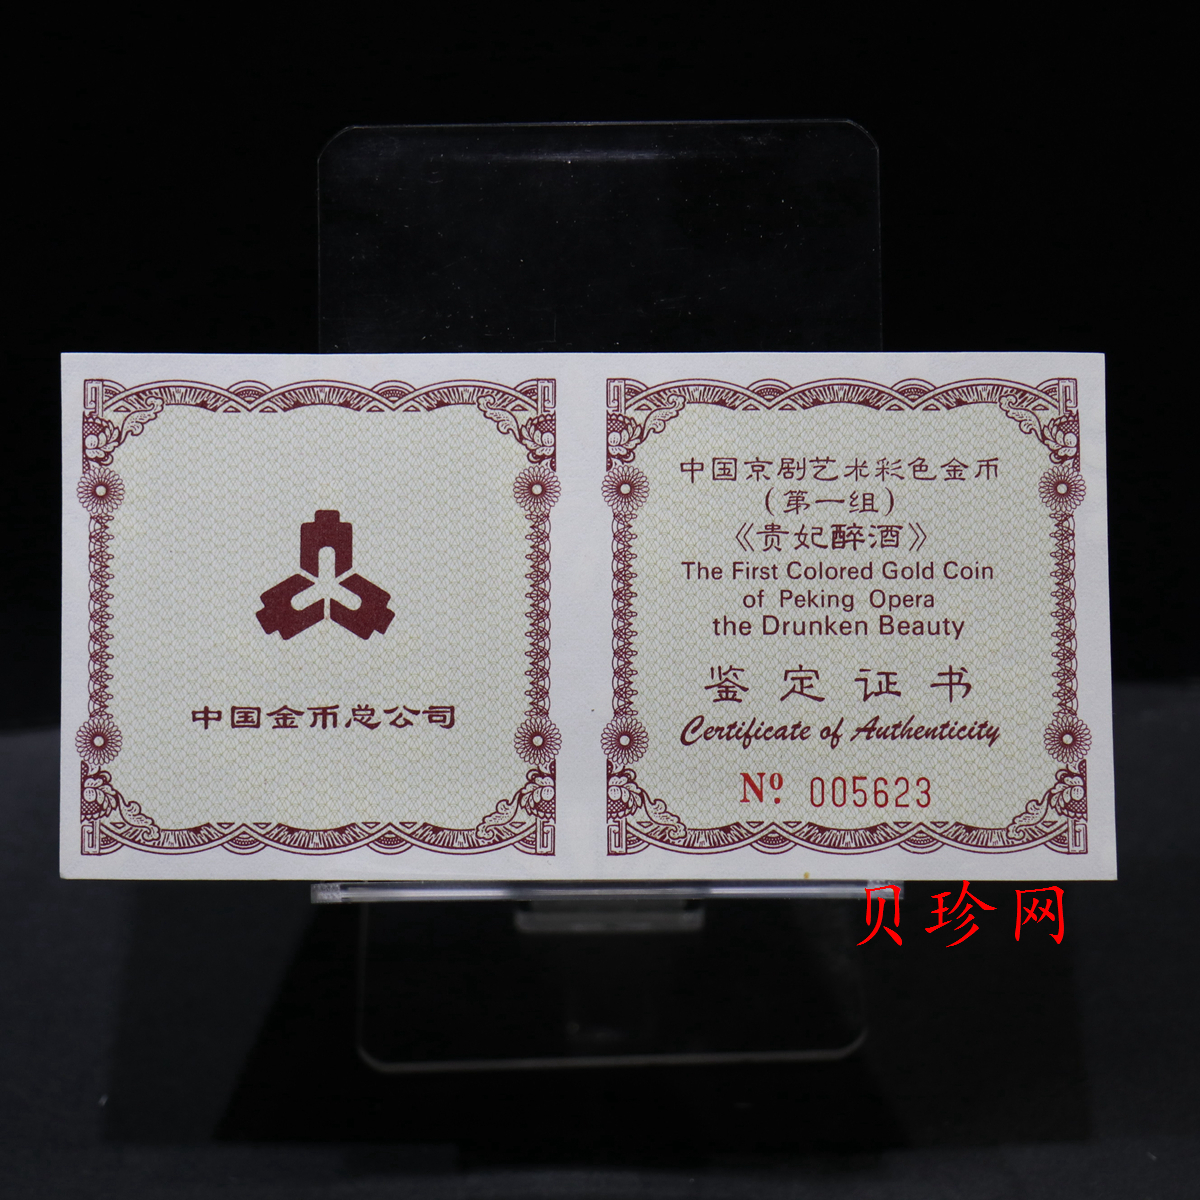 中国金币总公司
中国京剧艺术彩色金币
（第一组）
《贵妃醉酒》
The First Colored Gold Coin
of Peking Opera
the Drunken Beauty
鉴定证书
Certificate of Authenticity
Nº 005623
贝珍网